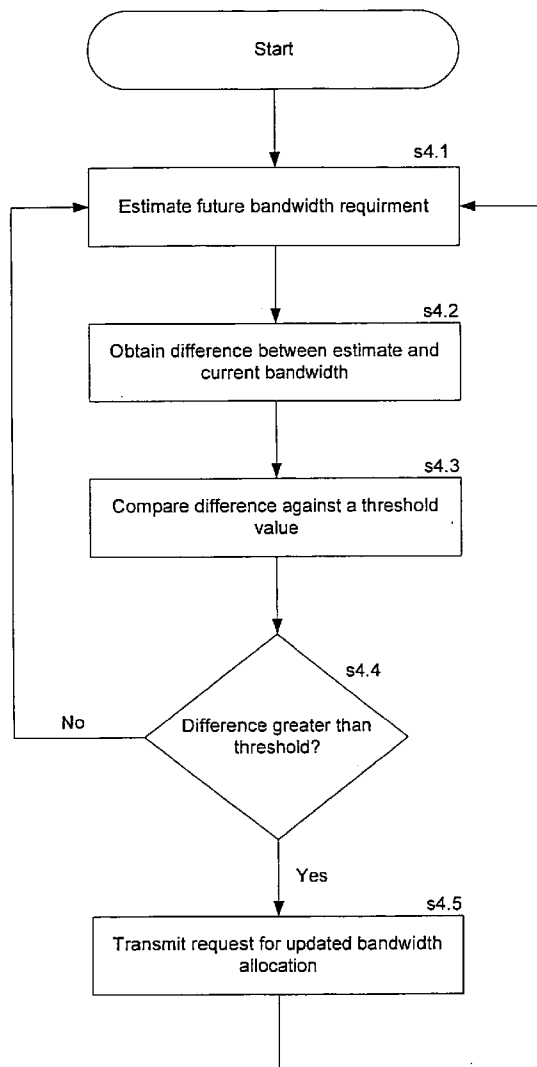 Start
s4.1
Estimate future bandwidth requirment
s4.2
Obtain difference between estimate and
current bandwidth
s4.3
Compare difference against a threshold
value
s4.4
Difference greater than
threshold?
No
Yes
s4.5
Transmit request for updated bandwidth
allocation